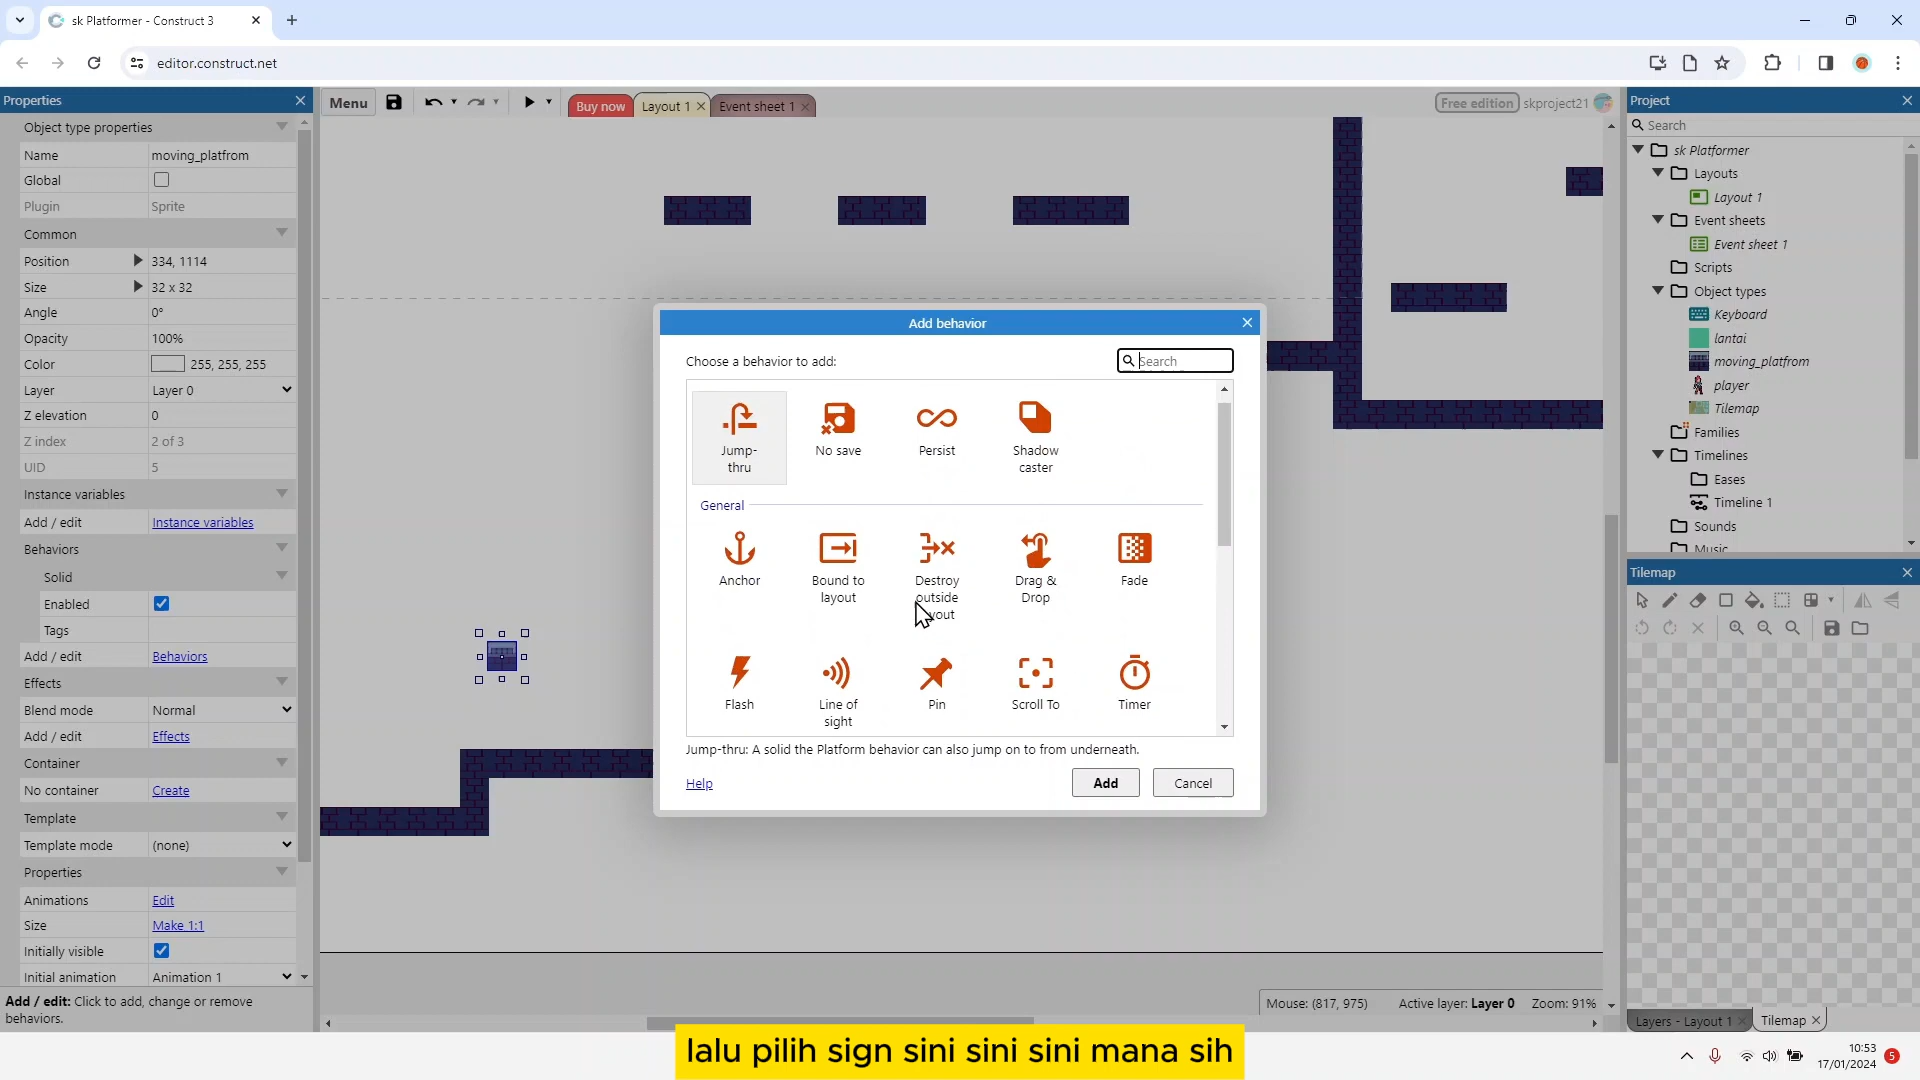 sk Platformer - Construct 3
editor.construct.net
Properties
Object type properties
Name moving_platfrom
Global
Plugin Sprite
Common
Position 334, 1114
Size 32 x 32
Angle 0°
Opacity 100%
Color 255, 255, 255
Layer Layer 0
Z elevation 0
Z index 2 of 3
UID 5
Instance variables
Add / edit Instance variables
Behaviors
Solid
Enabled
Tags
Add / edit Behaviors
Effects
Blend mode Normal
Add / edit Effects
Container
No container Create
Template
Template mode (none)
Properties
Animations Edit
Size Make 1:1
Initially visible
Initial animation Animation 1
Add / edit: Click to add, change or remove
behaviors.
Menu
Buy now
Layout 1
Event sheet 1
Free edition
skproject21
Add behavior
Choose a behavior to add:
Search
Jump-
thru
No save
Persist
Shadow
caster
General
Anchor
Bound to
layout
Destroy
outside
Drag &
Drop
Fade
Flash
Line of
sight
Pin
Scroll To
Timer
Jump-thru: A solid the Platform behavior can also jump on to from underneath.
Help
Add
Cancel
Mouse: (817, 975) Active layer: Layer 0 Zoom: 91%
Project
Search
sk Platformer
Layouts
Layout 1
Event sheets
Event sheet 1
Scripts
Object types
Keyboard
lantai
moving_platfrom
player
Tilemap
Families
Timelines
Eases
Timeline 1
Sounds
Music
Tilemap
Layers - Layout 1
Tilemap
lalu pilih sign sini sini sini mana sih
10:53
17/01/2024
5